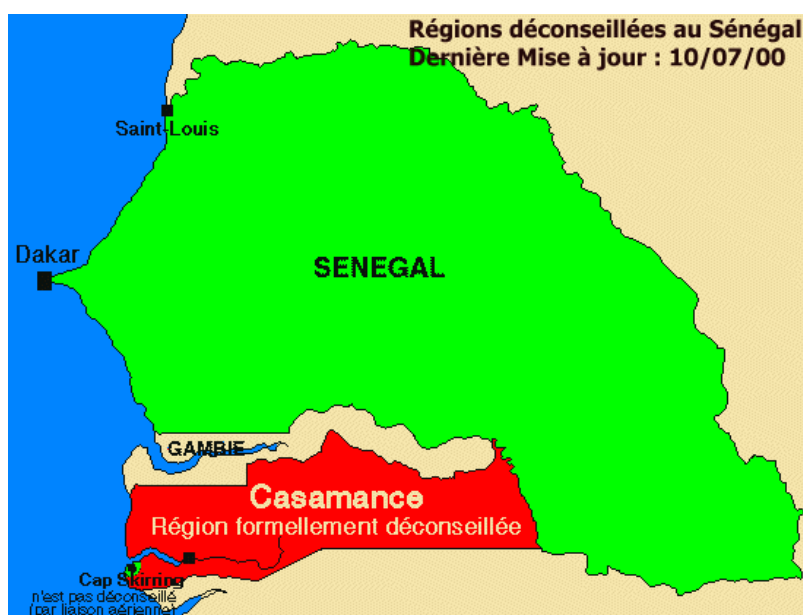 Régions déconseillées au Sénégal
Dernière Mise à jour : 10/07/00
Saint-Louis
Dakar
SENEGAL
GAMBIE
Casamance
Région formellement déconseillée
Cap Skirring
n'est pas déconseillé
(par liaison aérienne)